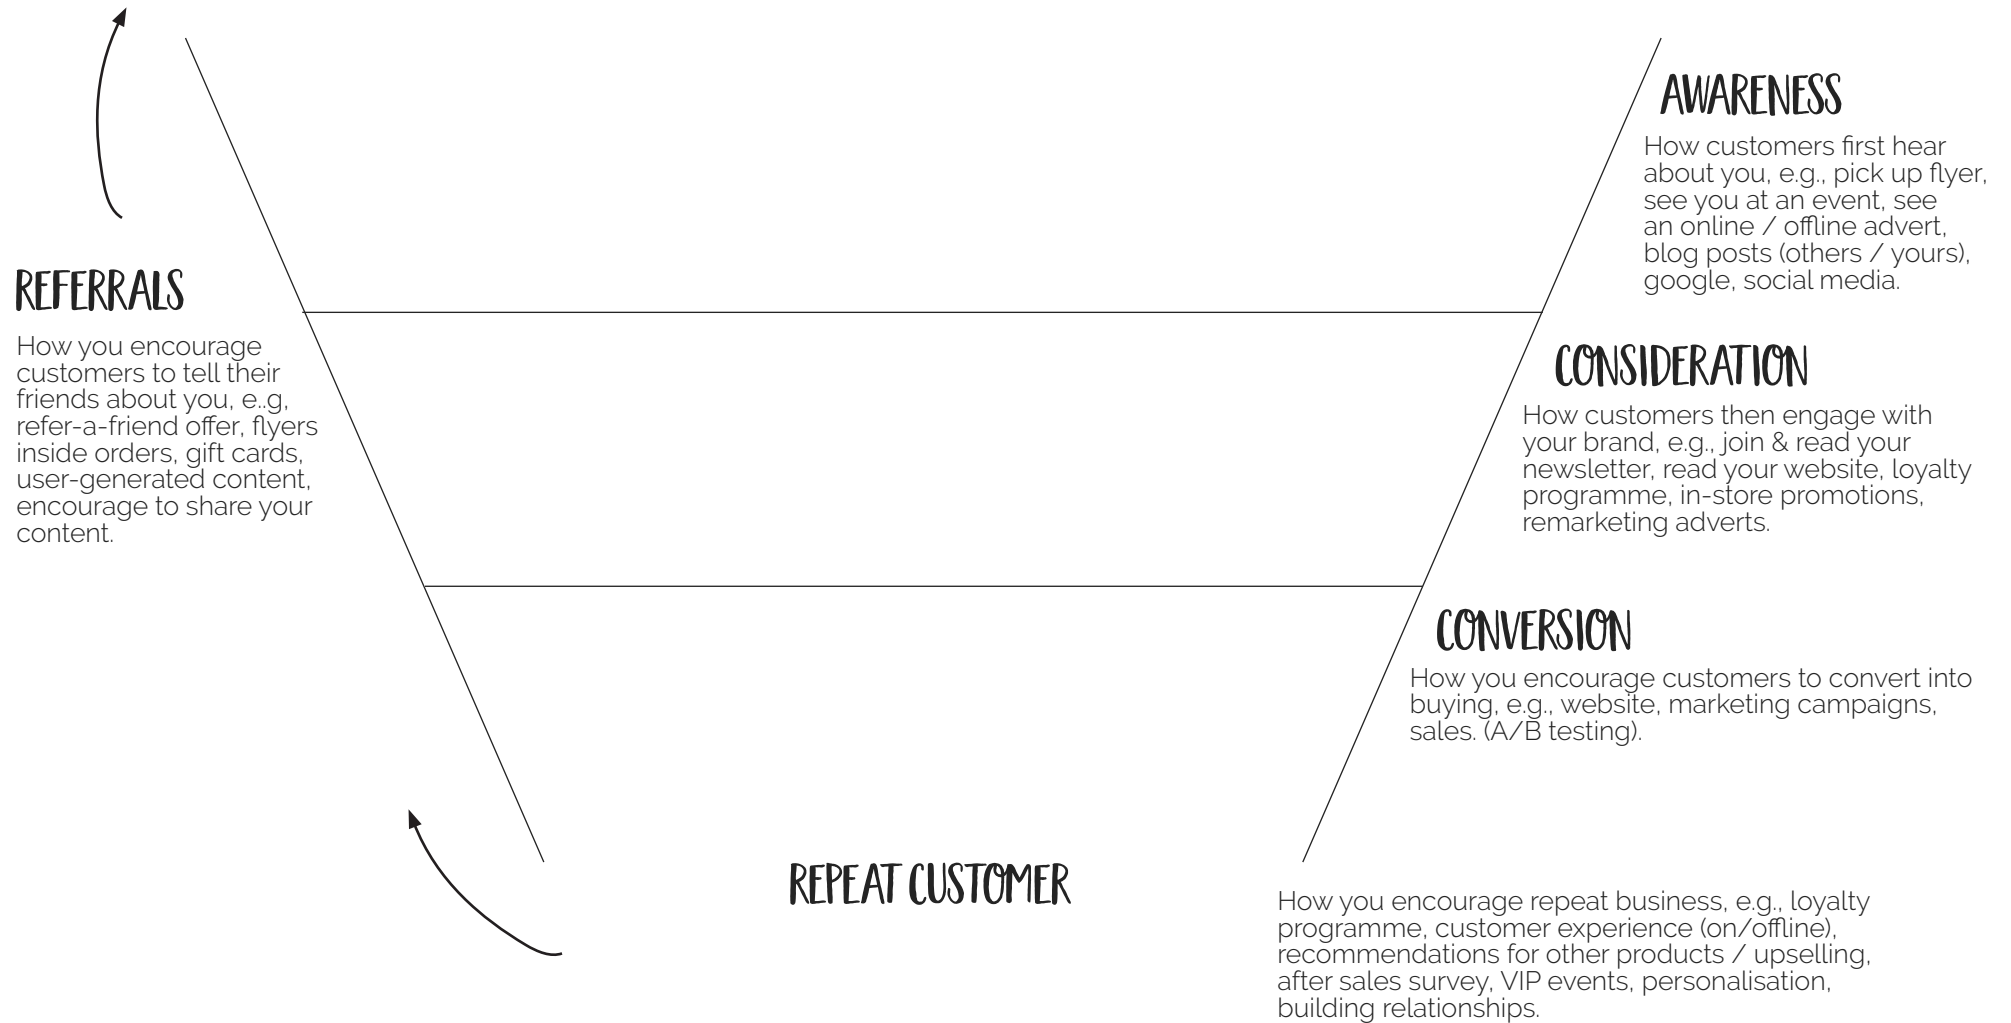 AWARENESS
How customers first hear
about you, e.g., pick up flyer,
see you at an event, see
an online / offline advert,
blog posts (others / yours),
google, social media.
REFERRALS
How you encourage
customers to tell their
friends about you, e..g,
refer-a-friend offer, flyers
inside orders, gift cards,
user-generated content,
encourage to share your
content.
CONSIDERATION
How customers then engage with
your brand, e.g., join & read your
newsletter, read your website, loyalty
programme, in-store promotions,
remarketing adverts.
CONVERSION
How you encourage customers to convert into
buying, e.g., website, marketing campaigns,
sales. (A/B testing).
REPEAT CUSTOMER
How you encourage repeat business, e.g., loyalty
programme, customer experience (on/offline),
recommendations for other products / upselling,
after sales survey, VIP events, personalisation,
building relationships.